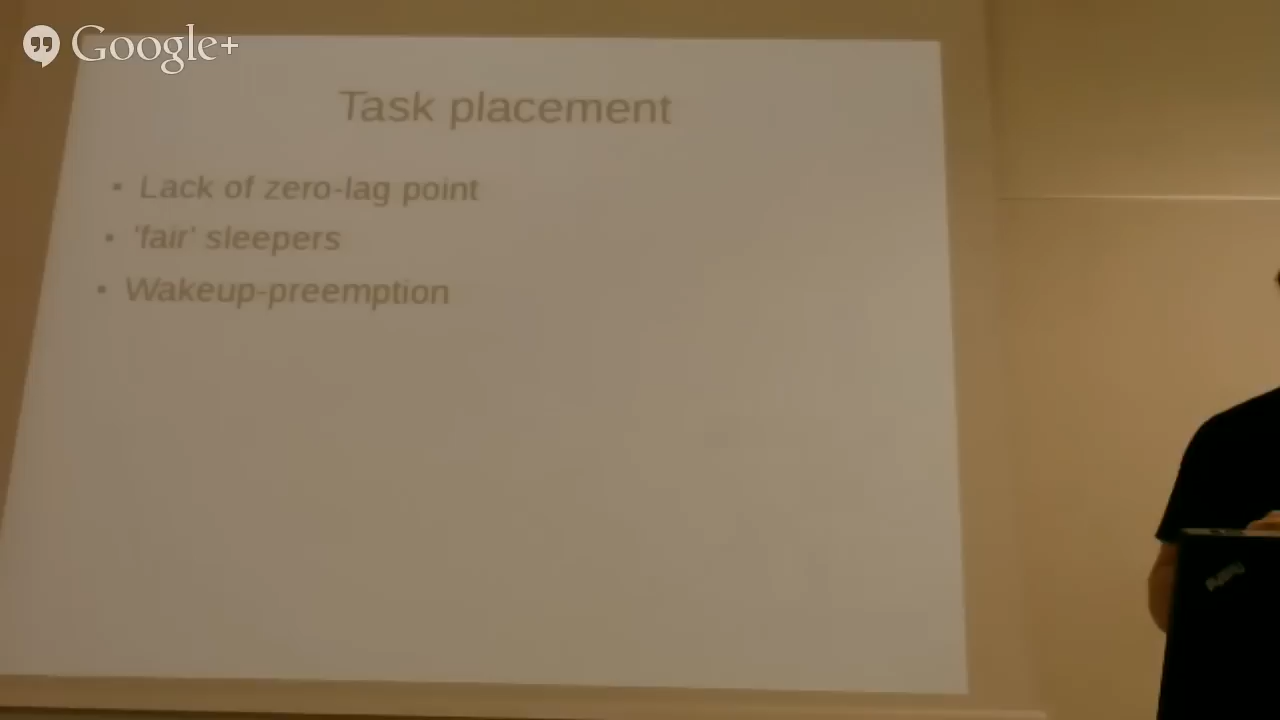 Google+
Task placement
Lack of zero-lag point
'fair' sleepers
Wakeup-preemption